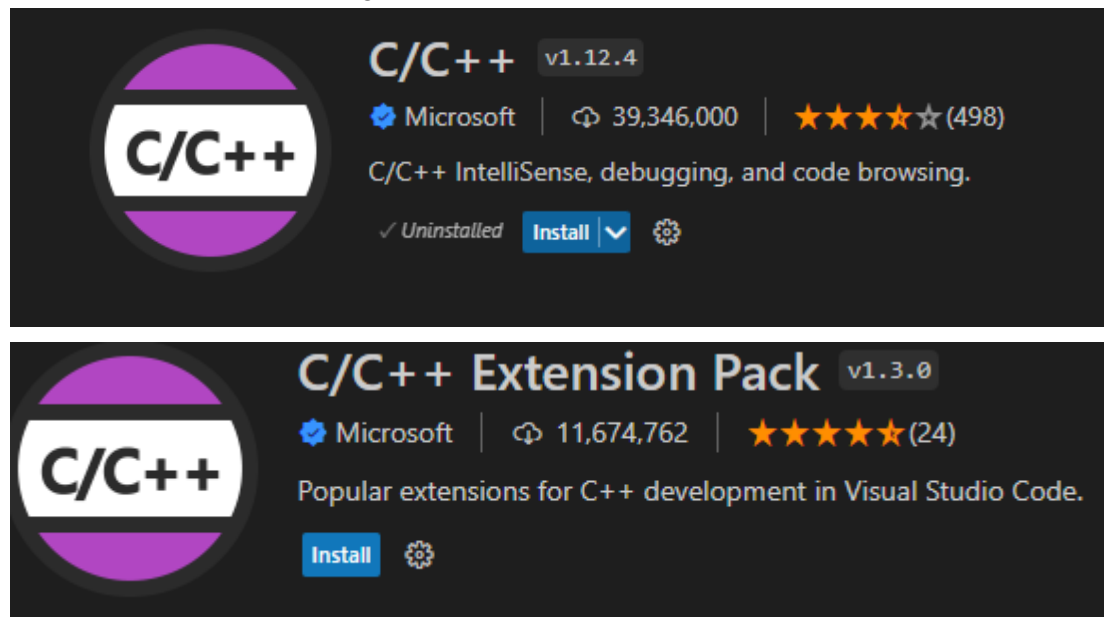 C/C++ v1.12.4
Microsoft 39,346,000 (498)
C/C++
C/C++ IntelliSense, debugging, and code browsing.
✓ Uninstalled Install
C/C++ Extension Pack v1.3.0
Microsoft 11,674,762 (24)
C/C++
Popular extensions for C++ development in Visual Studio Code.
Install